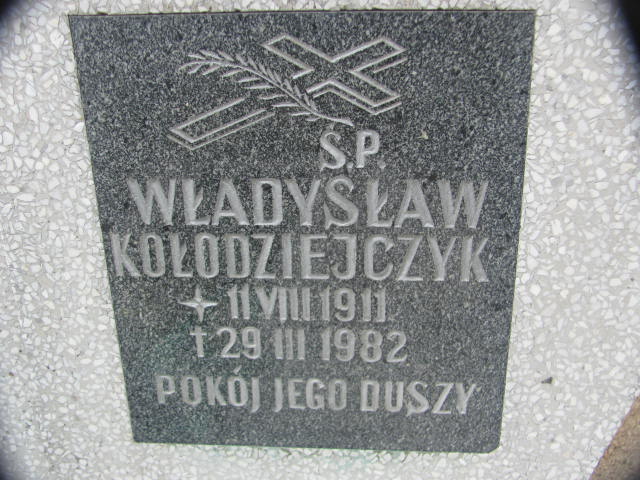 Ś.P.
WŁADYSŁAW
KOŁODZIEJCZYK
11 VIII 1911
† 29 III 1982
POKÓJ JEGO DUSZY